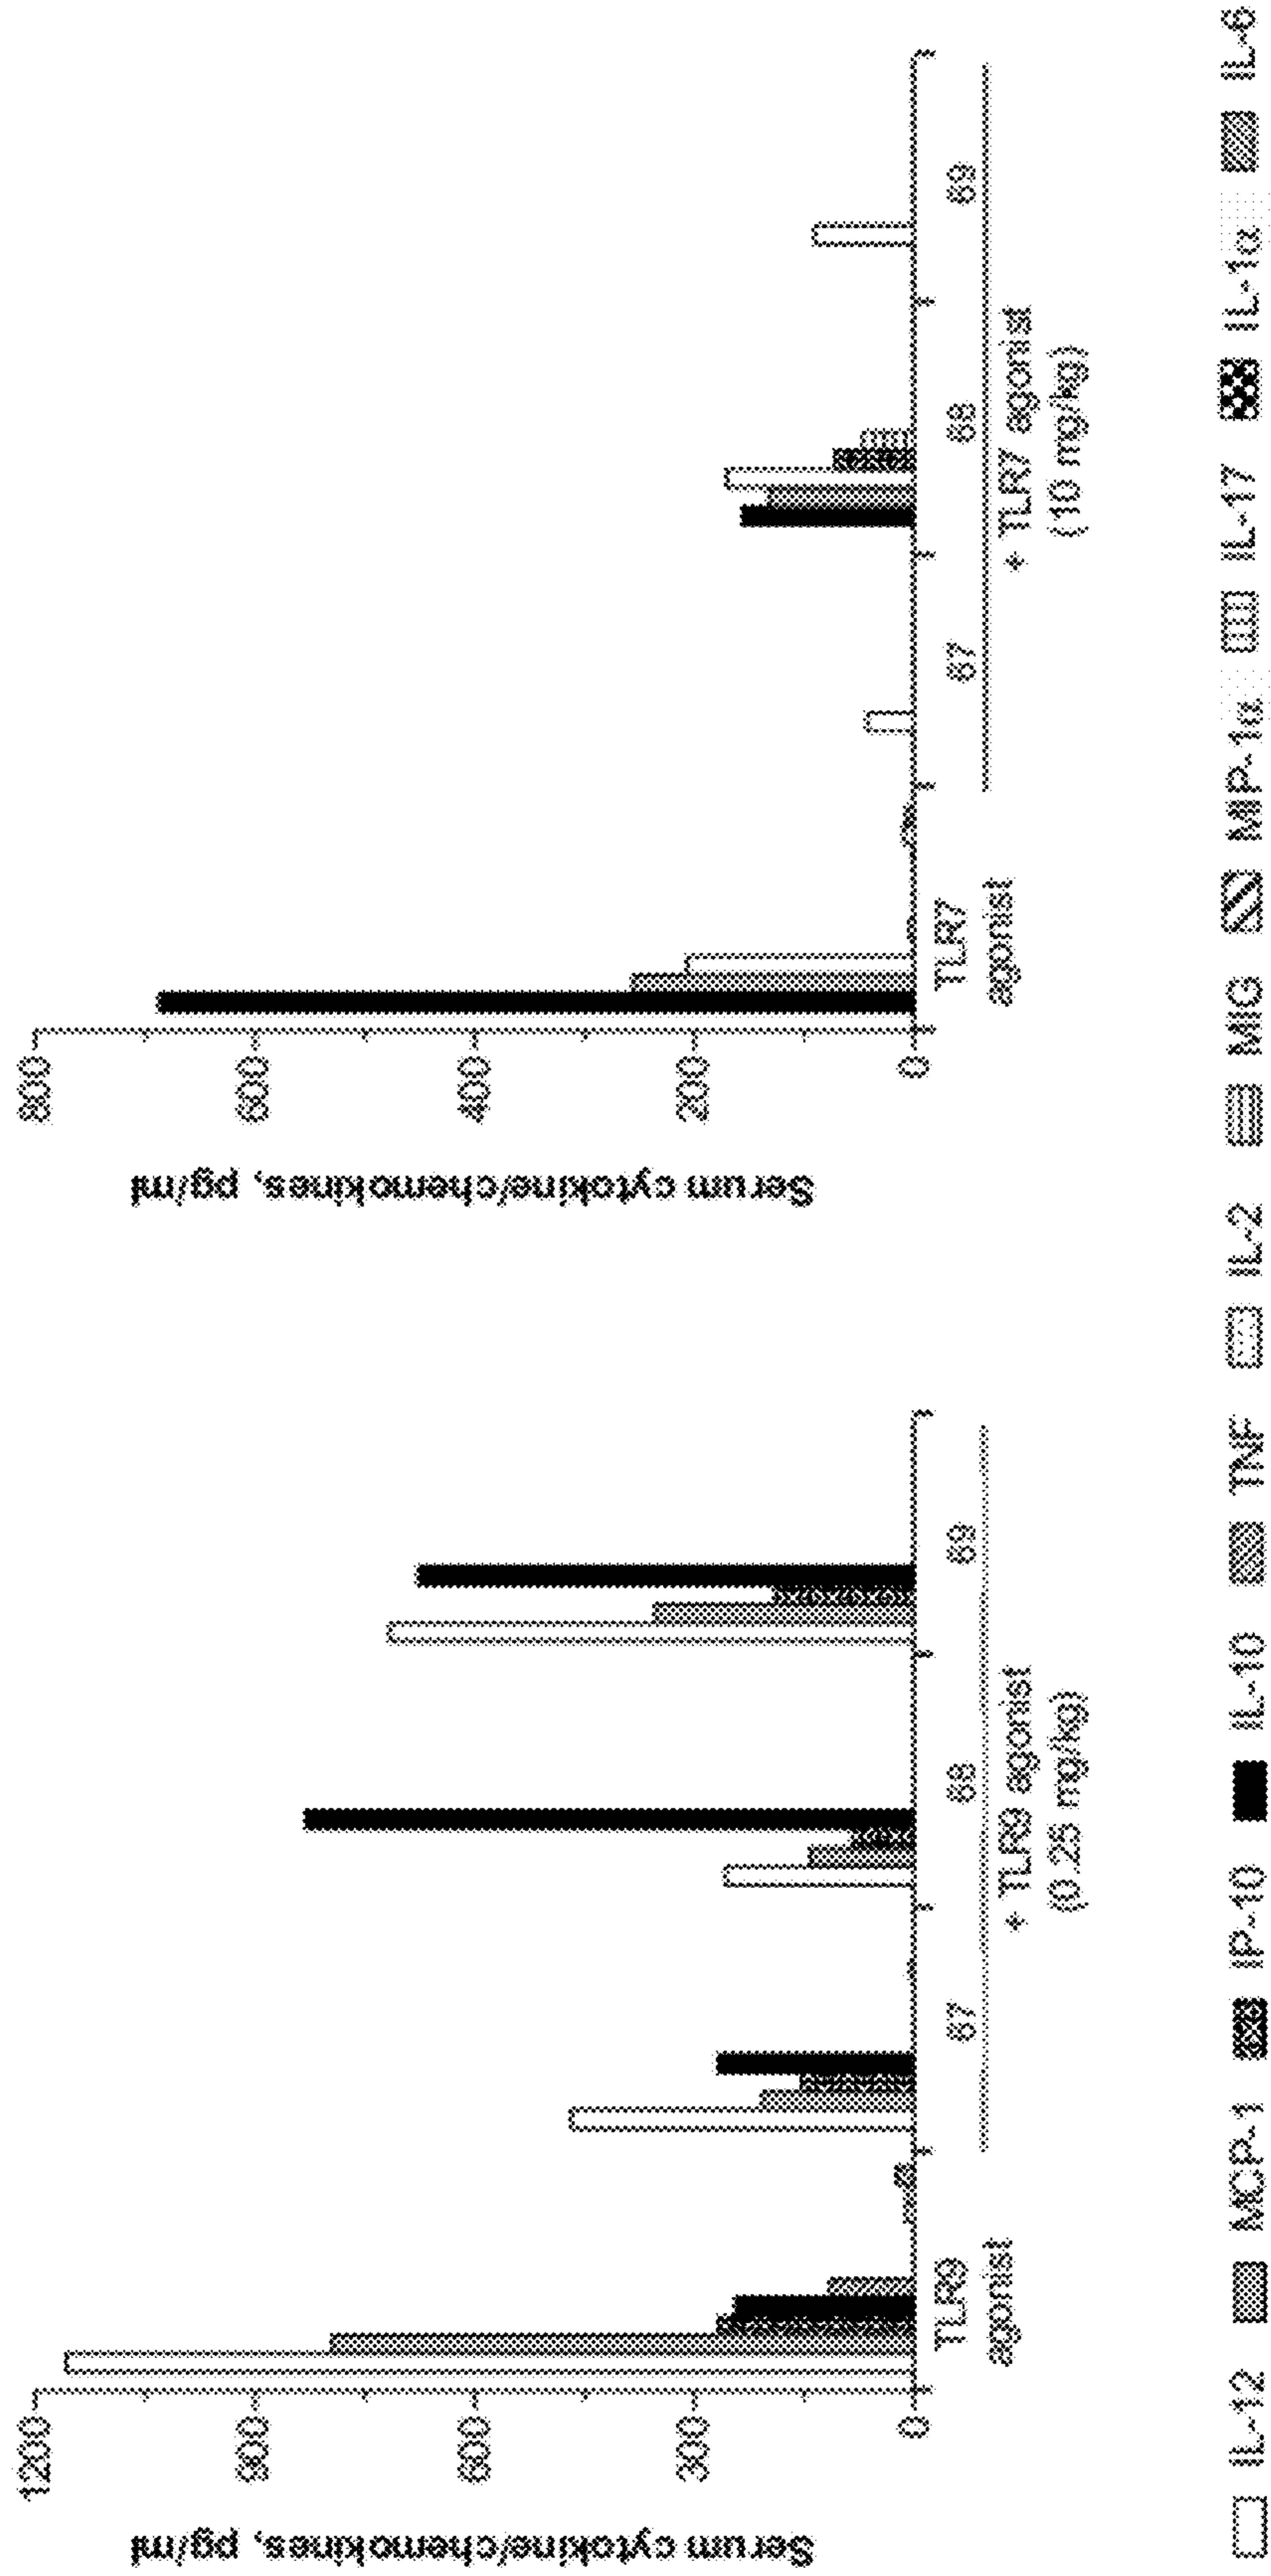 Serum cytokine/chemokines, pg/ml
1200
900
600
300
0
TLR9
agonist
67
68
69
+ TLR9 agonist
(0.25 mg/kg)
Serum cytokine/chemokines, pg/ml
800
600
400
200
0
TLR7
agonist
67
68
69
+ TLR7 agonist
(10 mg/kg)
IL-12 MCP-1 IP-10 IL-10 TNF IL-2 MIG MIP-1α IL-17 IL-1α IL-6